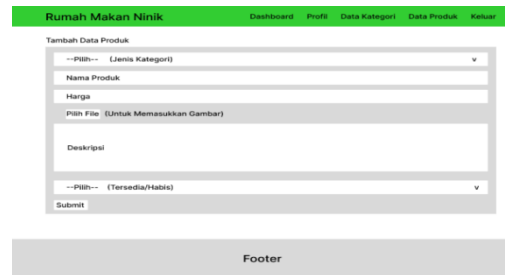 Rumah Makan Ninik Dashboard Profil Data Kategori Data Produk Keluar
Tambah Data Produk
--Pilih-- (Jenis Kategori) v
Nama Produk
Harga
Pilih File (Untuk Memasukkan Gambar)
Deskripsi
--Pilih-- (Tersedia/Habis) v
Submit
Footer